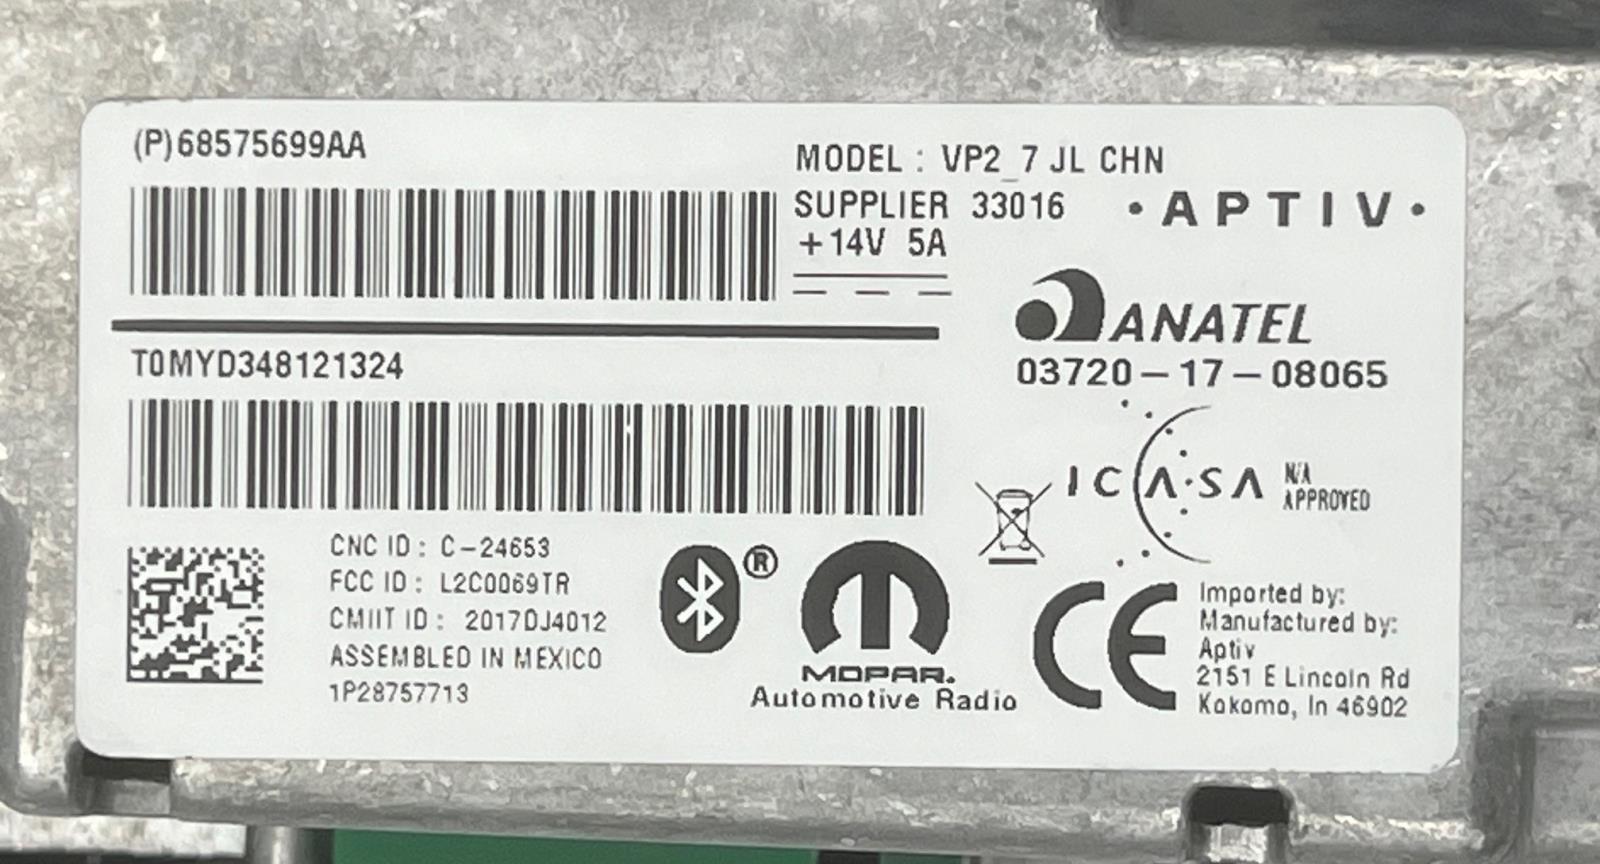 (P)68575699AA
MODEL : VP2_7 JL CHN
SUPPLIER 33016
+14V 5A
• APTIV •
ANATEL
03720-17-08065
T0MYD348121324
ICASA
N/A
APPROVED
CNC ID : C-24653
FCC ID : L2C0069TR
CMIIT ID : 2017DJ4012
ASSEMBLED IN MEXICO
1P28757713
®
MOPAR.
Automotive Radio
CE
Imported by:
Manufactured by:
Aptiv
2151 E Lincoln Rd
Kokomo, In 46902